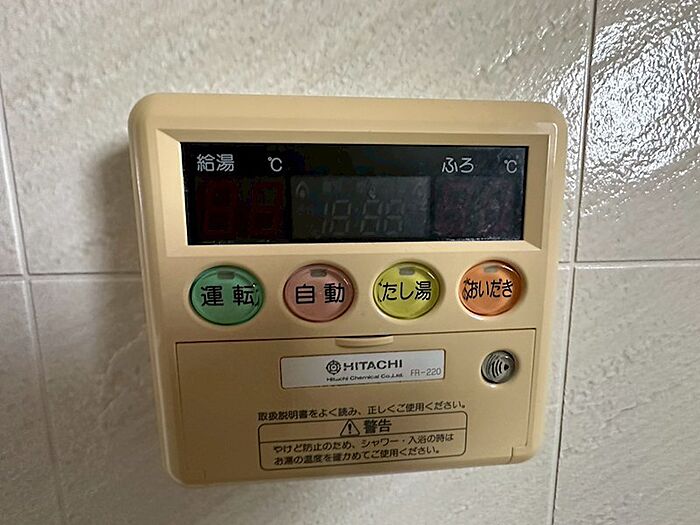 給湯 ℃ ふろ ℃
運転 自動 たし湯 おいだき
HITACHI
Hitachi Chemical Co.,Ltd. FR-220
取扱説明書をよく読み、正しくご使用ください。
警告
やけど防止のため、シャワー・入浴の時は
お湯の温度を確かめてご使用ください。